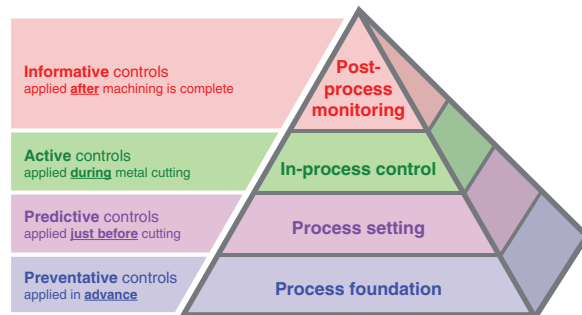 Informative controls
applied after machining is complete
Post-
process
monitoring
Active controls
applied during metal cutting
In-process control
Predictive controls
applied just before cutting
Process setting
Preventative controls
applied in advance
Process foundation